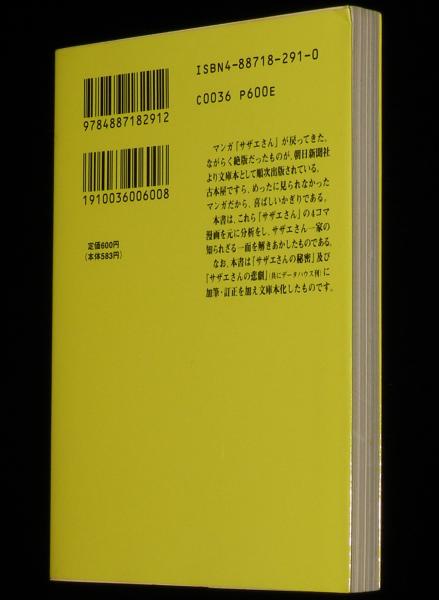 ISBN4-88718-291-0
C0036 P600E
9784887182912
1910036006008
定価600円
(本体583円)
マンガ「サザエさん」が戻ってきた。
ながらく絶版だったものが、朝日新聞社
より文庫本として順次出版されている。
古本屋ですら、めったに見られなかった
マンガだから、喜ばしいかぎりである。
本書は、これら「サザエさん」の4コマ
漫画を元に分析をし、サザエさん一家の
知られざる一面を解きあかしたものである。
なお、本書は「サザエさんの秘密」及び
「サザエさんの悲劇」(共にデータハウス刊)に
加筆・訂正を加え文庫本化したものです。